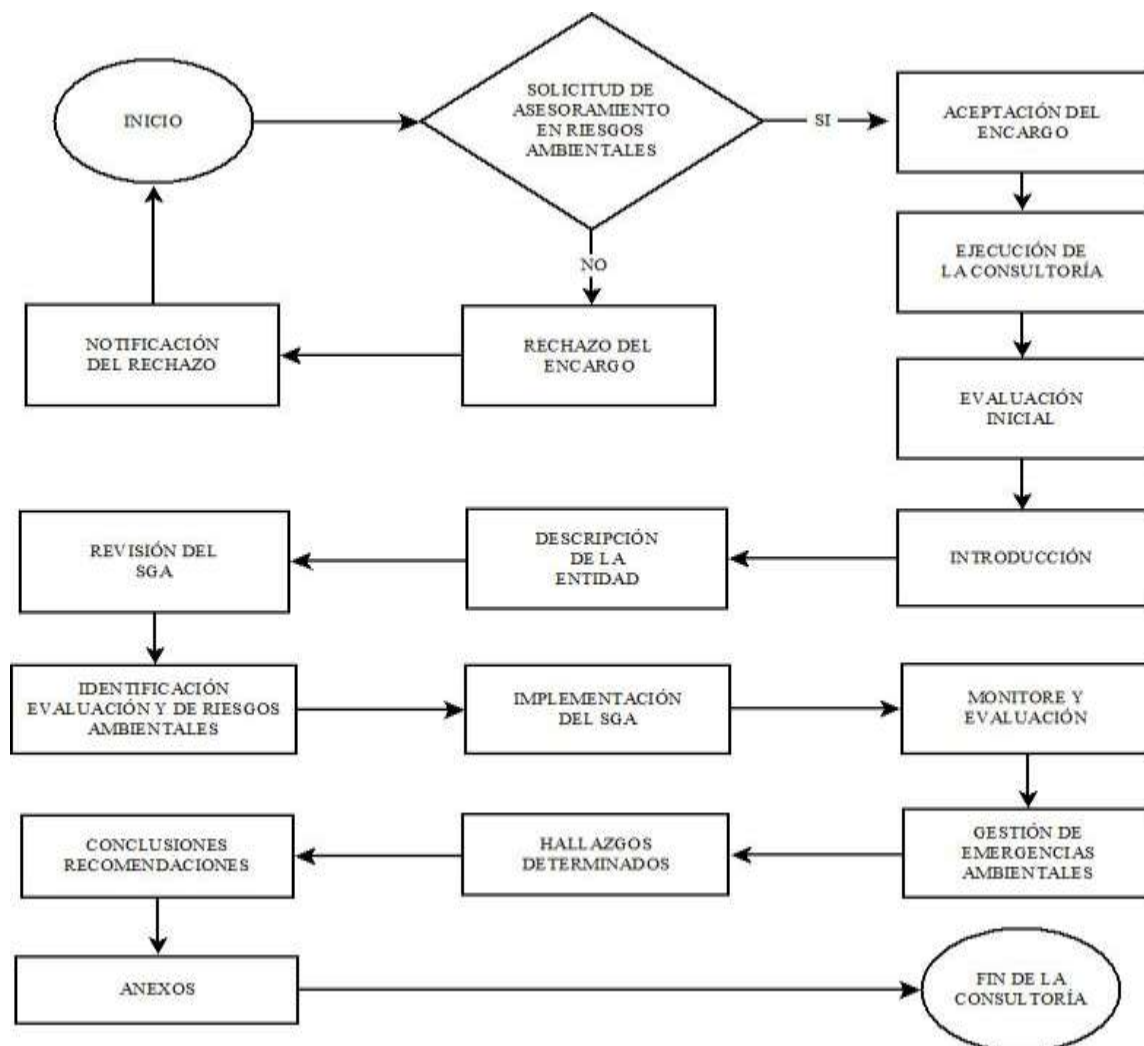 INICIO
SOLICITUD DE
ASESORAMIENTO
EN RIESGOS
AMBIENTALES
SI
ACEPTACIÓN DEL
ENCARGO
EJECUCIÓN DE
LA CONSULTORÍA
NO
NOTIFICACIÓN
DEL RECHAZO
RECHAZO DEL
ENCARGO
EVALUACIÓN
INICIAL
REVISIÓN DEL
SGA
DESCRIPCIÓN
DE LA
ENTIDAD
INTRODUCCIÓN
IDENTIFICACIÓN
EVALUACIÓN Y DE RIESGOS
AMBIENTALES
IMPLEMENTACIÓN
DEL SGA
MONITORE Y
EVALUACIÓN
CONCLUSIONES
RECOMENDACIONES
HALLAZGOS
DETERMINADOS
GESTIÓN DE
EMERGENCIAS
AMBIENTALES
ANEXOS
FIN DE LA
CONSULTORÍA